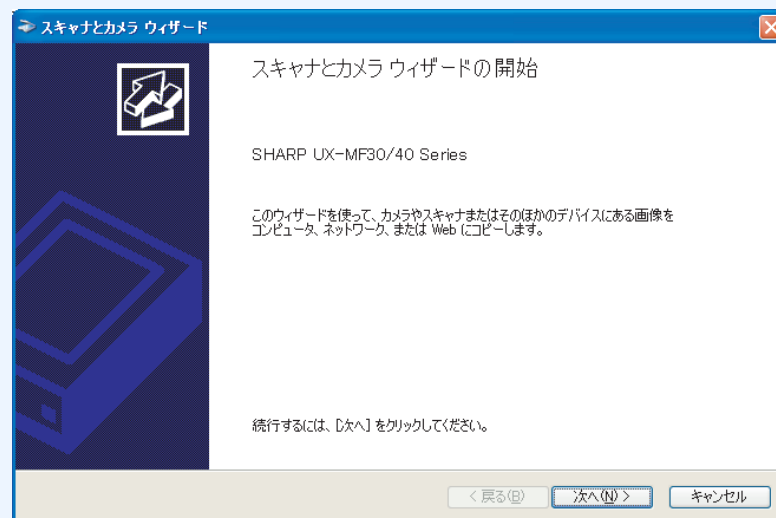 スキャナとカメラ ウィザード
スキャナとカメラ ウィザードの開始
SHARP UX-MF30/40 Series
このウィザードを使って、カメラやスキャナまたはそのほかのデバイスにある画像を
コンピュータ、ネットワーク、または Web にコピーします。
続行するには、[次へ] をクリックしてください。
< 戻る(B)
次へ(N) >
キャンセル